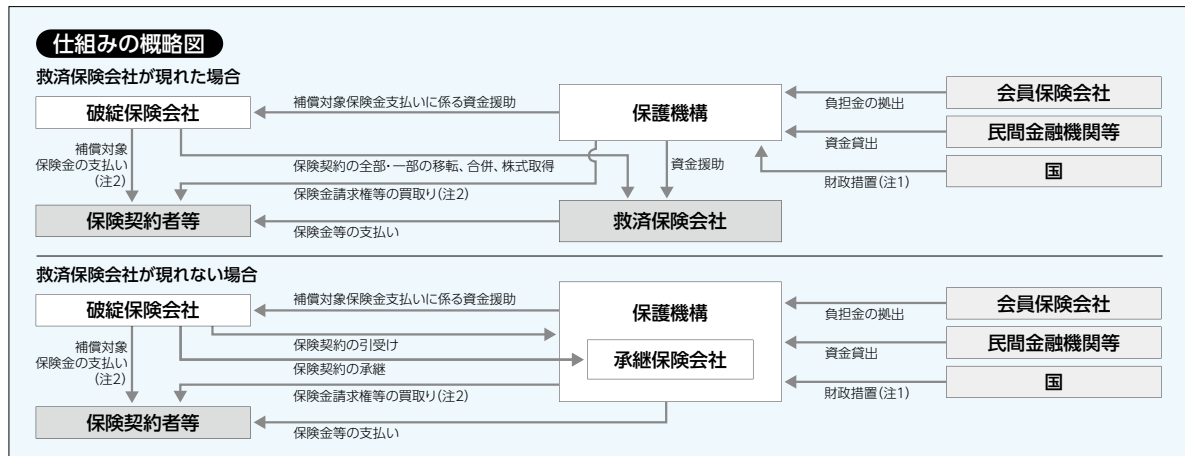 仕組みの概略図
救済保険会社が現れた場合
破綻保険会社
補償対象保険金支払いに係る資金援助
保護機構
負担金の拠出
会員保険会社
民間金融機関等
資金貸出
国
財政措置(注1)
補償対象
保険金の支払い
(注2)
保険契約の全部・一部の移転、合併、株式取得
資金援助
保険金請求権等の買取り(注2)
保険契約者等
保険金等の支払い
救済保険会社
救済保険会社が現れない場合
破綻保険会社
補償対象保険金支払いに係る資金援助
保護機構
負担金の拠出
会員保険会社
民間金融機関等
資金貸出
国
財政措置(注1)
補償対象
保険金の支払い
(注2)
保険契約の引受け
保険契約の承継
承継保険会社
保険金請求権等の買取り(注2)
保険契約者等
保険金等の支払い